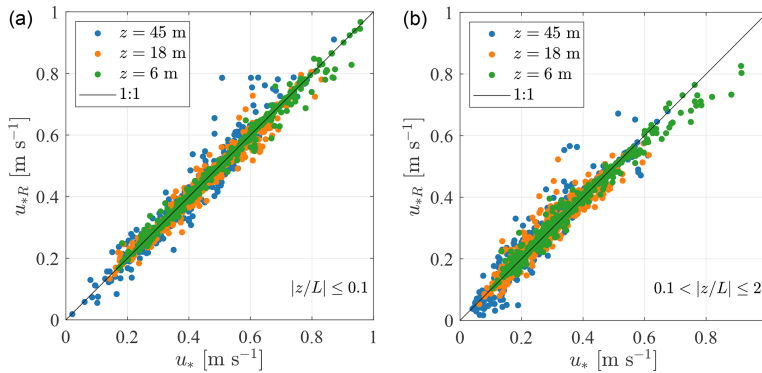 (a)
z = 45 m
z = 18 m
z = 6 m
1:1
1
0.8
0.6
0.4
0.2
0
u*R [m s⁻¹]
|z/L| ≤ 0.1
0 0.2 0.4 0.6 0.8 1
u* [m s⁻¹]
(b)
z = 45 m
z = 18 m
z = 6 m
1:1
1
0.8
0.6
0.4
0.2
0
u*R [m s⁻¹]
0.1 < |z/L| ≤ 2
0 0.2 0.4 0.6 0.8
u* [m s⁻¹]